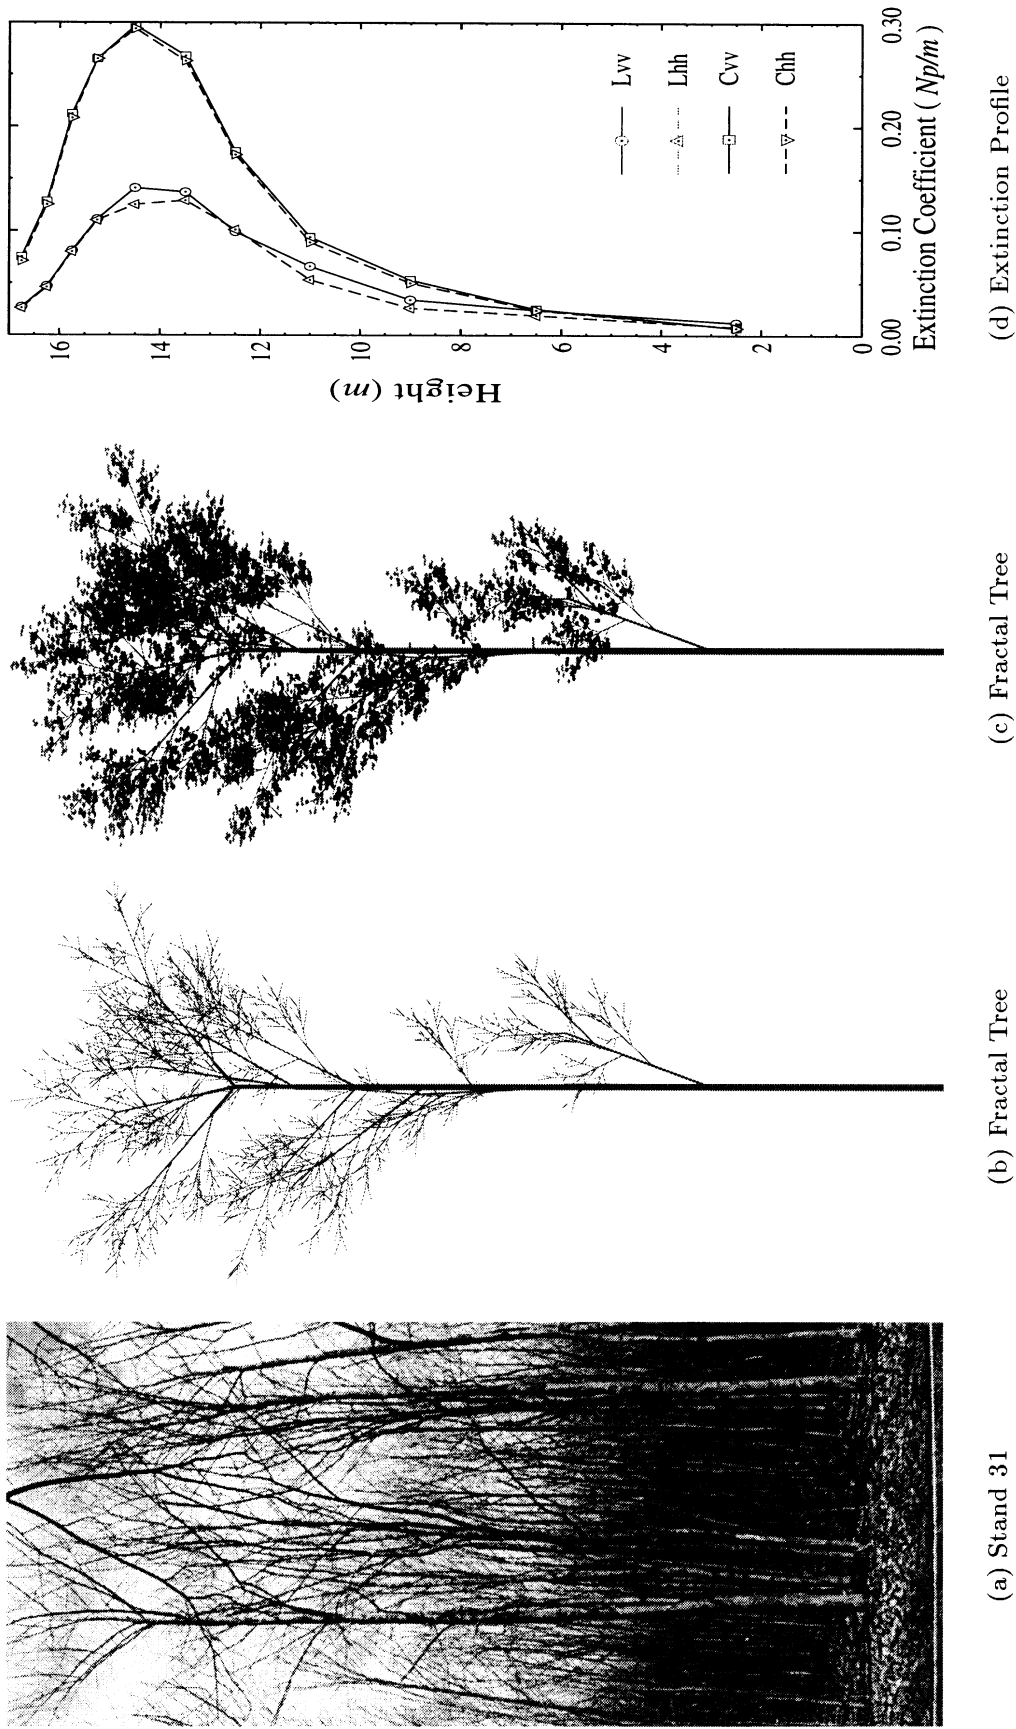 (a) Stand 31
(b) Fractal Tree
(c) Fractal Tree
Height (m)
16
14
12
10
8
6
4
2
0
Lvv
Lhh
Cvv
Chh
0.00
0.10
0.20
0.30
Extinction Coefficient ( Np/m )
(d) Extinction Profile